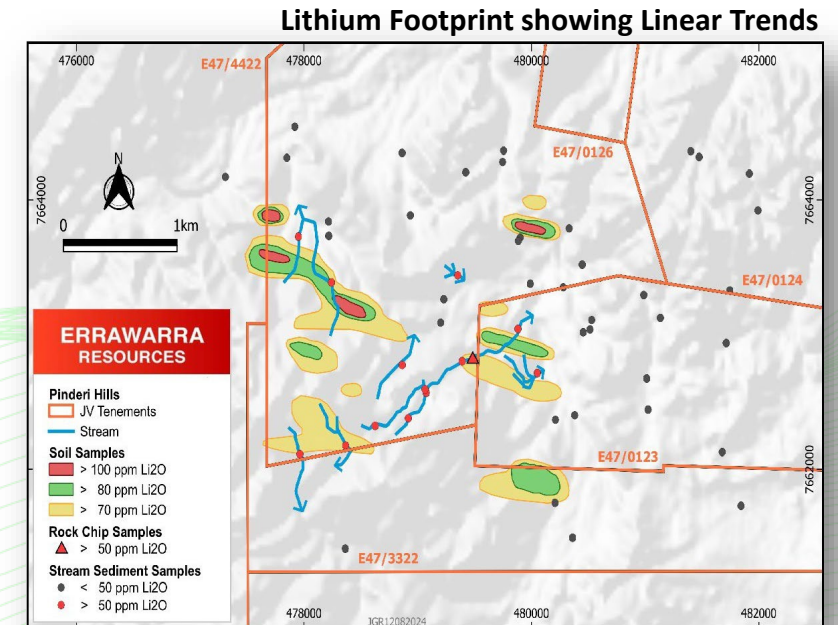 Lithium Footprint showing Linear Trends
476000
478000
480000
482000
E47/4422
E47/0126
N
7664000
7664000
0
1km
E47/0124
ERRAWARRA
RESOURCES
Pinderi Hills
JV Tenements
Stream
Soil Samples
> 100 ppm Li2O
> 80 ppm Li2O
> 70 ppm Li2O
Rock Chip Samples
> 50 ppm Li2O
Stream Sediment Samples
< 50 ppm Li2O
> 50 ppm Li2O
E47/0123
7662000
E47/3322
478000
JGR12082024
480000
482000